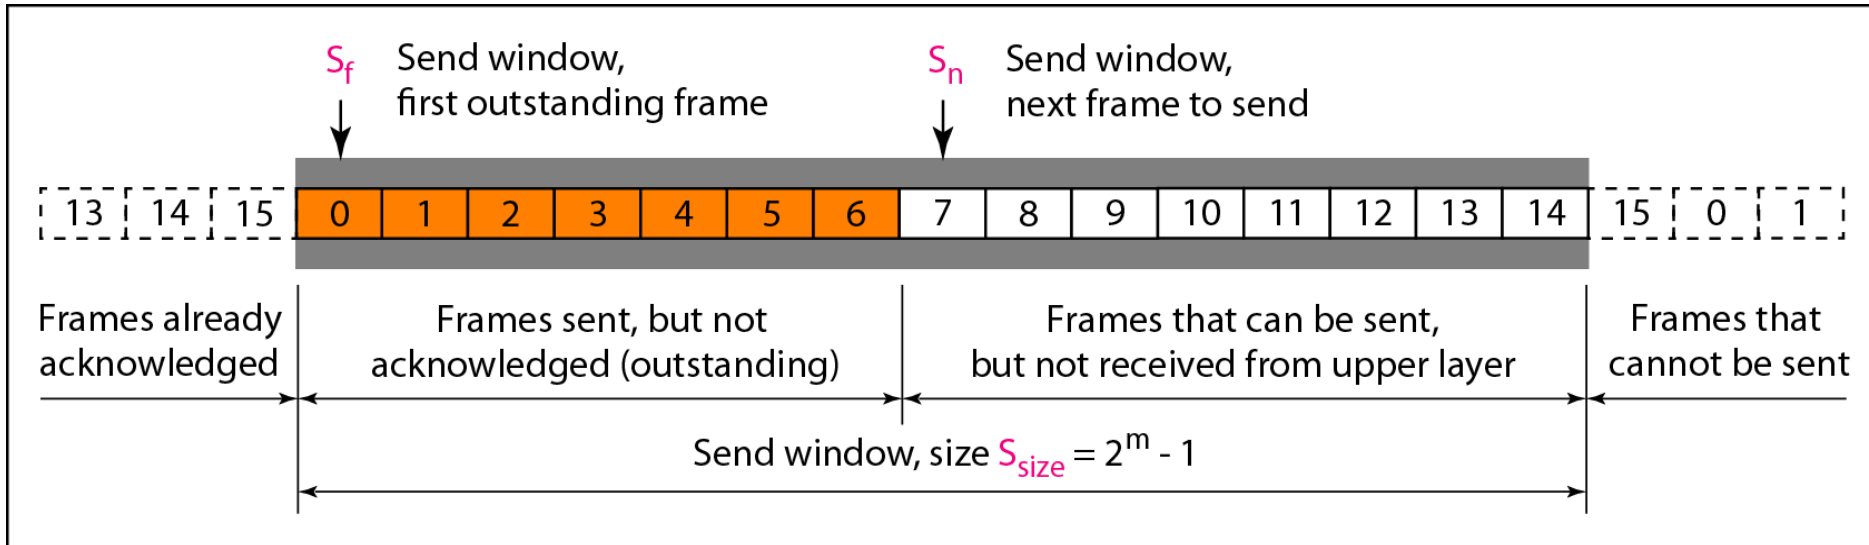 Sf Send window, Sn Send window,
first outstanding frame next frame to send
13 14 15 0 1 2 3 4 5 6 7 8 9 10 11 12 13 14 15 0 1
Frames already
acknowledged
Frames sent, but not
acknowledged (outstanding)
Frames that can be sent,
but not received from upper layer
Frames that
cannot be sent
Send window, size Ssize = 2^m - 1